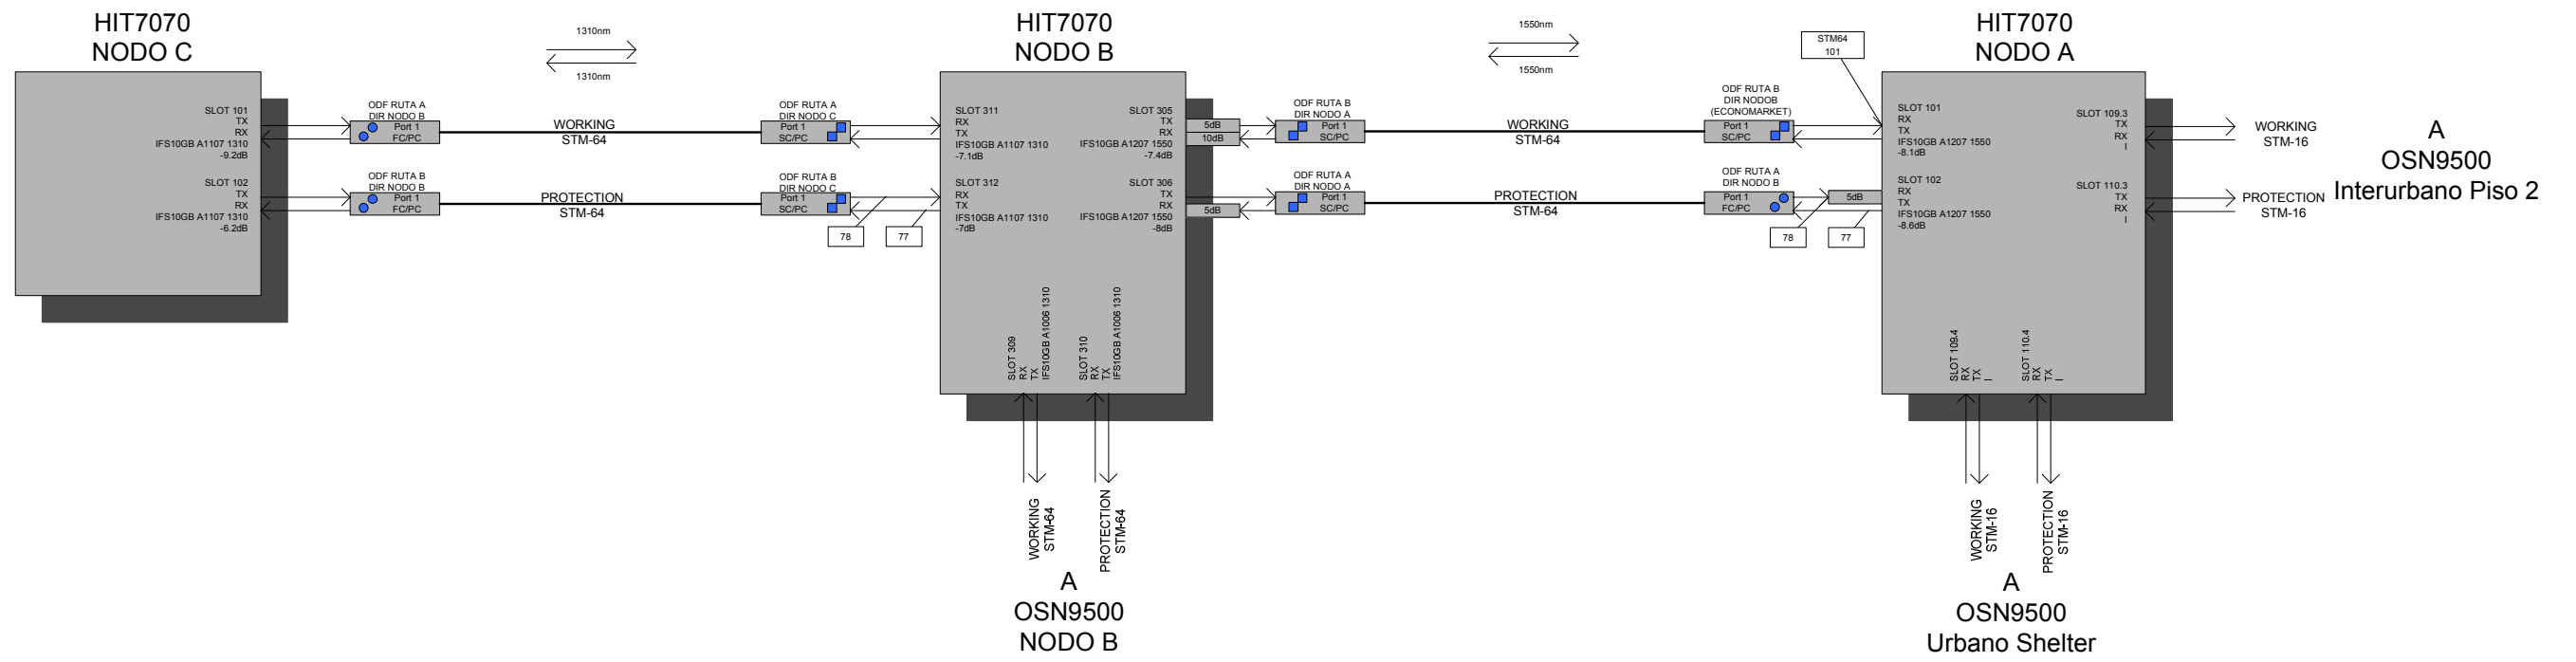 HIT7070
NODO C
SLOT 101
TX
RX
IFS10GB A1107 1310
-9.2dB
SLOT 102
TX
RX
IFS10GB A1107 1310
-6.2dB
ODF RUTA A
DIR NODO B
Port 1
FC/PC
ODF RUTA B
DIR NODO B
Port 1
FC/PC
1310nm
1310nm
WORKING
STM-64
PROTECTION
STM-64
ODF RUTA A
DIR NODO C
Port 1
SC/PC
ODF RUTA B
DIR NODO C
Port 1
SC/PC
78
77
HIT7070
NODO B
SLOT 311
RX
TX
IFS10GB A1107 1310
-7.1dB
SLOT 312
RX
TX
IFS10GB A1107 1310
-7dB
SLOT 305
TX
RX
IFS10GB A1207 1550
-7.4dB
SLOT 306
TX
RX
IFS10GB A1207 1550
-8dB
5dB
10dB
5dB
SLOT 309
RX
TX
IFS10GB A1006 1310
SLOT 310
RX
TX
IFS10GB A1006 1310
WORKING
STM-64
PROTECTION
STM-64
A
OSN9500
NODO B
ODF RUTA B
DIR NODO A
Port 1
SC/PC
ODF RUTA A
DIR NODO A
Port 1
SC/PC
1550nm
1550nm
WORKING
STM-64
PROTECTION
STM-64
ODF RUTA B
DIR NODOB
(ECONOMARKET)
Port 1
SC/PC
ODF RUTA A
DIR NODO B
Port 1
FC/PC
5dB
78
77
STM64
101
HIT7070
NODO A
SLOT 101
RX
TX
IFS10GB A1207 1550
-8.1dB
SLOT 102
RX
TX
IFS10GB A1207 1550
-8.6dB
SLOT 109.3
TX
RX
I
SLOT 110.3
TX
RX
I
SLOT 109.4
RX
TX
I
SLOT 110.4
RX
TX
I
WORKING
STM-16
PROTECTION
STM-16
A
OSN9500
Interurbano Piso 2
WORKING
STM-16
PROTECTION
STM-16
A
OSN9500
Urbano Shelter